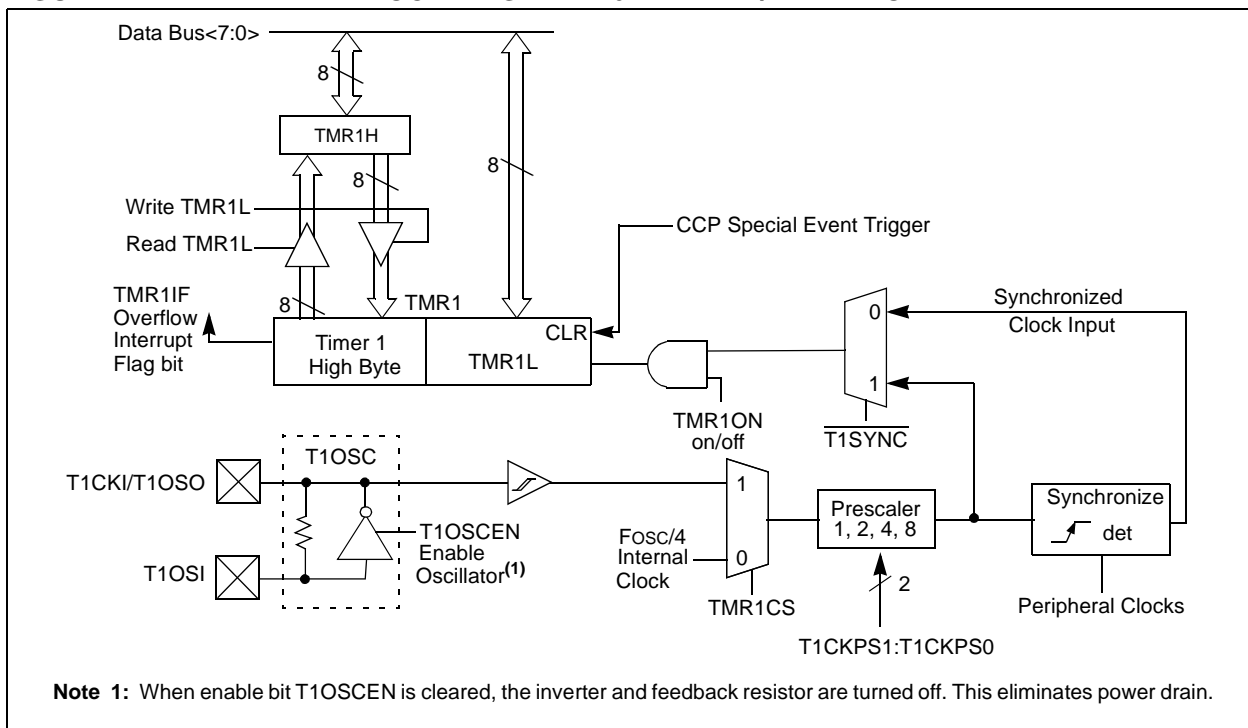 Data Bus<7:0>
8
TMR1H
8
8
Write TMR1L
Read TMR1L
CCP Special Event Trigger
TMR1IF
Overflow
Interrupt
Flag bit
8
TMR1
Timer 1
High Byte
TMR1L
CLR
0
1
Synchronized
Clock Input
TMR1ON
on/off
T1SYNC
T1OSC
T1CKI/T1OSO
T1OSI
T1OSCEN
Enable
Oscillator(1)
FOSC/4
Internal
Clock
1
0
TMR1CS
Prescaler
1, 2, 4, 8
2
T1CKPS1:T1CKPS0
Synchronize
det
Peripheral Clocks
Note 1: When enable bit T1OSCEN is cleared, the inverter and feedback resistor are turned off. This eliminates power drain.